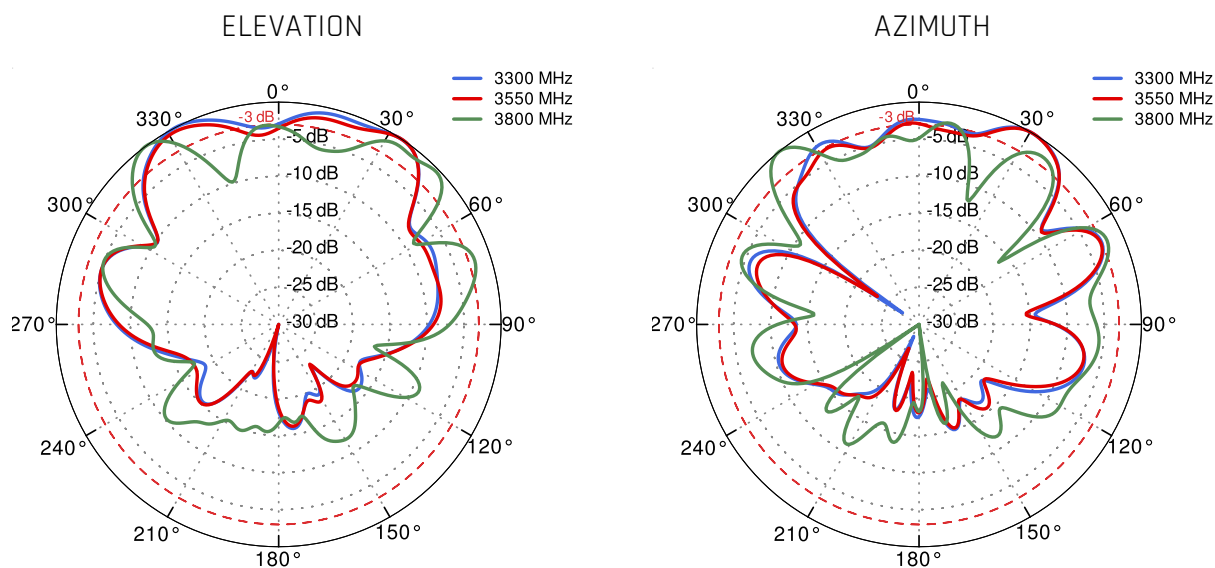 ELEVATION
3300 MHz
3550 MHz
3800 MHz
0°
330°
30°
-3 dB
-5 dB
-10 dB
-15 dB
300°
60°
-20 dB
-25 dB
-30 dB
270°
90°
240°
120°
210°
150°
180°
AZIMUTH
3300 MHz
3550 MHz
3800 MHz
0°
330°
30°
-3 dB
-5 dB
-10 dB
-15 dB
300°
60°
-20 dB
-25 dB
-30 dB
270°
90°
240°
120°
210°
150°
180°